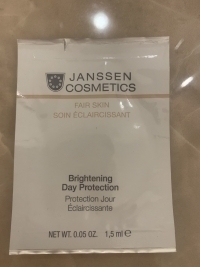 JANSSEN
COSMETICS
FAIR SKIN
SOIN ÉCLAIRCISSANT
Brightening
Day Protection
Protection Jour
Éclaircissante
NET WT. 0.05 OZ. 1,5 ml ℮